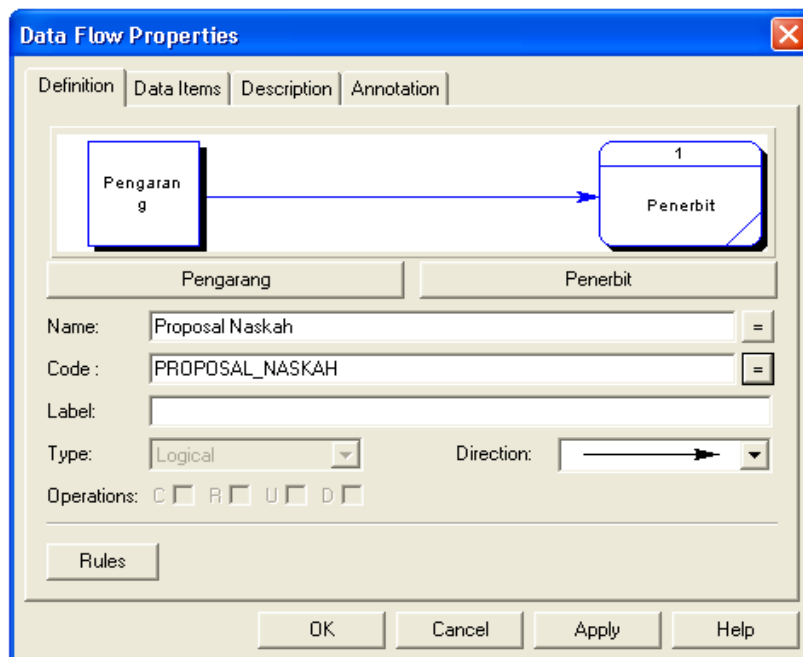 Data Flow Properties
Definition Data Items Description Annotation
1
Pengaran
g
Penerbit
Pengarang Penerbit
Name: Proposal Naskah =
Code : PROPOSAL_NASKAH =
Label:
Type: Logical Direction:
Operations: C R U D
Rules
OK Cancel Apply Help